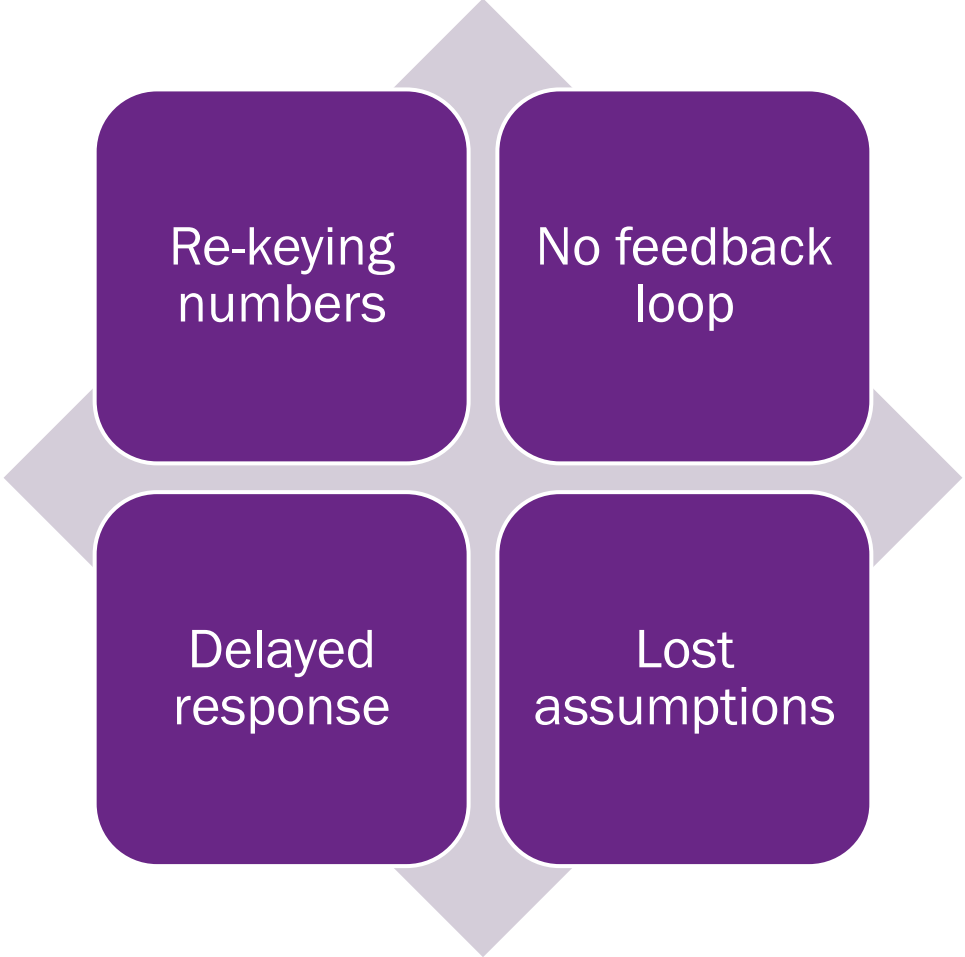 Re-keying
numbers
No feedback
loop
Delayed
response
Lost
assumptions